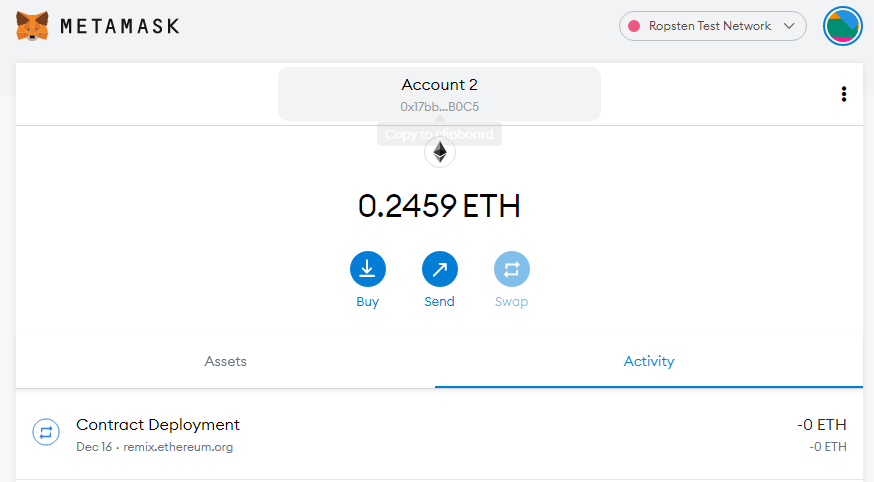 METAMASK
Ropsten Test Network
Account 2
0x17bb...B0C5
Copy to clipboard
0.2459 ETH
Buy
Send
Swap
Assets
Activity
Contract Deployment
-0 ETH
Dec 16 · remix.ethereum.org
-0 ETH